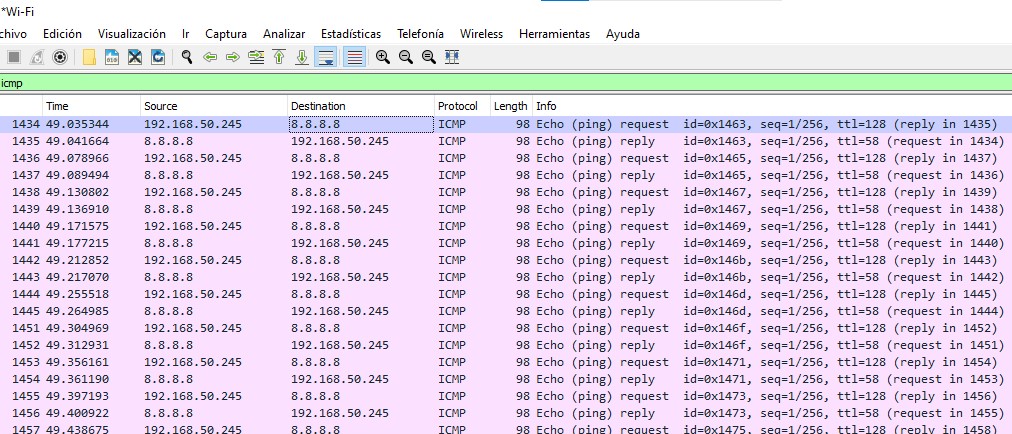 *Wi-Fi
chivo Edición Visualización Ir Captura Analizar Estadísticas Telefonía Wireless Herramientas Ayuda
icmp
Time Source Destination Protocol Length Info
1434 49.035344 192.168.50.245 8.8.8.8 ICMP 98 Echo (ping) request id=0x1463, seq=1/256, ttl=128 (reply in 1435)
1435 49.041664 8.8.8.8 192.168.50.245 ICMP 98 Echo (ping) reply id=0x1463, seq=1/256, ttl=58 (request in 1434)
1436 49.078966 192.168.50.245 8.8.8.8 ICMP 98 Echo (ping) request id=0x1465, seq=1/256, ttl=128 (reply in 1437)
1437 49.089494 8.8.8.8 192.168.50.245 ICMP 98 Echo (ping) reply id=0x1465, seq=1/256, ttl=58 (request in 1436)
1438 49.130802 192.168.50.245 8.8.8.8 ICMP 98 Echo (ping) request id=0x1467, seq=1/256, ttl=128 (reply in 1439)
1439 49.136910 8.8.8.8 192.168.50.245 ICMP 98 Echo (ping) reply id=0x1467, seq=1/256, ttl=58 (request in 1438)
1440 49.171575 192.168.50.245 8.8.8.8 ICMP 98 Echo (ping) request id=0x1469, seq=1/256, ttl=128 (reply in 1441)
1441 49.177215 8.8.8.8 192.168.50.245 ICMP 98 Echo (ping) reply id=0x1469, seq=1/256, ttl=58 (request in 1440)
1442 49.212852 192.168.50.245 8.8.8.8 ICMP 98 Echo (ping) request id=0x146b, seq=1/256, ttl=128 (reply in 1443)
1443 49.217070 8.8.8.8 192.168.50.245 ICMP 98 Echo (ping) reply id=0x146b, seq=1/256, ttl=58 (request in 1442)
1444 49.255518 192.168.50.245 8.8.8.8 ICMP 98 Echo (ping) request id=0x146d, seq=1/256, ttl=128 (reply in 1445)
1445 49.264985 8.8.8.8 192.168.50.245 ICMP 98 Echo (ping) reply id=0x146d, seq=1/256, ttl=58 (request in 1444)
1451 49.304969 192.168.50.245 8.8.8.8 ICMP 98 Echo (ping) request id=0x146f, seq=1/256, ttl=128 (reply in 1452)
1452 49.312931 8.8.8.8 192.168.50.245 ICMP 98 Echo (ping) reply id=0x146f, seq=1/256, ttl=58 (request in 1451)
1453 49.356161 192.168.50.245 8.8.8.8 ICMP 98 Echo (ping) request id=0x1471, seq=1/256, ttl=128 (reply in 1454)
1454 49.361190 8.8.8.8 192.168.50.245 ICMP 98 Echo (ping) reply id=0x1471, seq=1/256, ttl=58 (request in 1453)
1455 49.397193 192.168.50.245 8.8.8.8 ICMP 98 Echo (ping) request id=0x1473, seq=1/256, ttl=128 (reply in 1456)
1456 49.400922 8.8.8.8 192.168.50.245 ICMP 98 Echo (ping) reply id=0x1473, seq=1/256, ttl=58 (request in 1455)
1457 49.438675 192.168.50.245 8.8.8.8 ICMP 98 Echo (ping) request id=0x1475, seq=1/256, ttl=128 (reply in 1458)